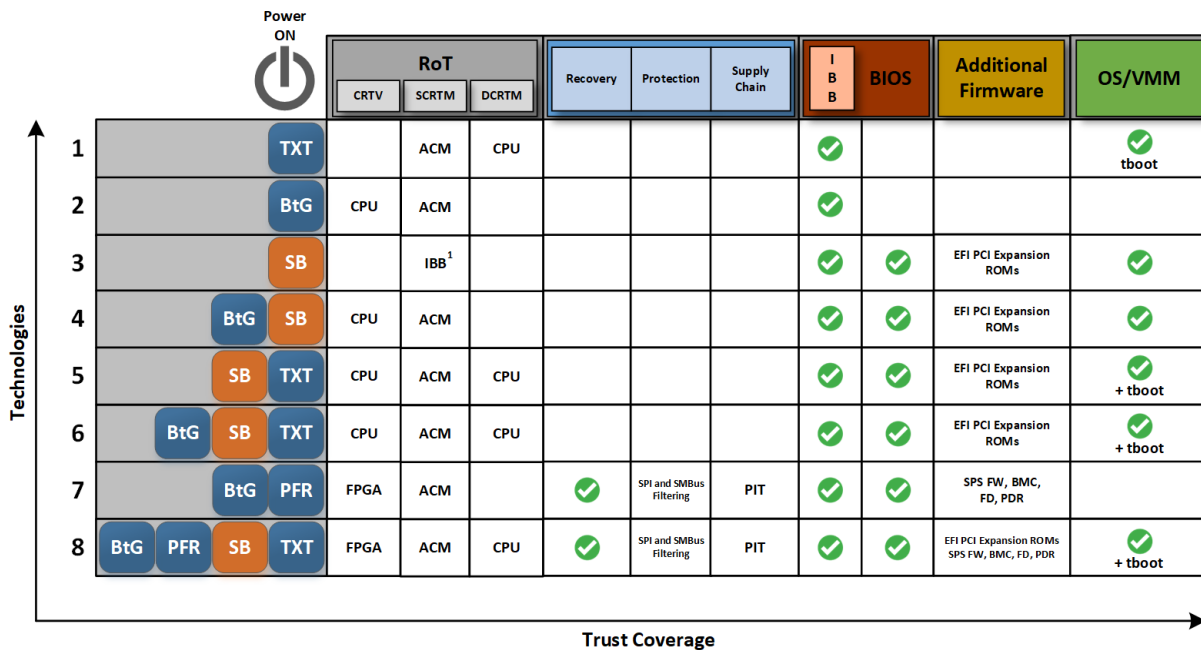 Power
ON
RoT
CRTV SCRTM DCRTM
Recovery Protection Supply
Chain
I
B
B
BIOS
Additional
Firmware
OS/VMM
Technologies
1 TXT ACM CPU tboot
2 BtG CPU ACM
3 SB IBB1 EFI PCI Expansion
ROMs
4 BtG SB CPU ACM EFI PCI Expansion
ROMs
5 SB TXT CPU ACM CPU EFI PCI Expansion
ROMs + tboot
6 BtG SB TXT CPU ACM CPU EFI PCI Expansion
ROMs + tboot
7 BtG PFR FPGA ACM SPI and SMBus
Filtering PIT SPS FW, BMC,
FD, PDR
8 BtG PFR SB TXT FPGA ACM CPU SPI and SMBus
Filtering PIT EFI PCI Expansion ROMs
SPS FW, BMC, FD, PDR + tboot
Trust Coverage